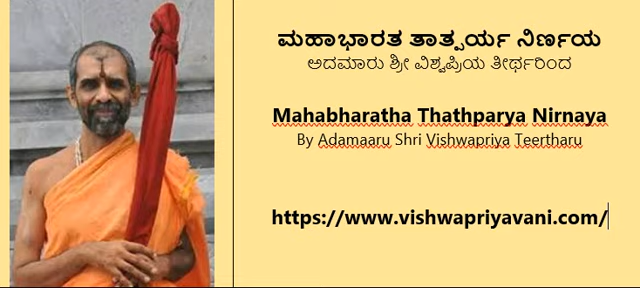 ಮಹಾಭಾರತ ತಾತ್ಪರ್ಯ ನಿರ್ಣಯ
ಅದಮಾರು ಶ್ರೀ ವಿಶ್ವಪ್ರಿಯ ತೀರ್ಥರಿಂದ
Mahabharatha Thathparya Nirnaya
By Adamaaru Shri Vishwapriya Teertharu
https://www.vishwapriyavani.com/